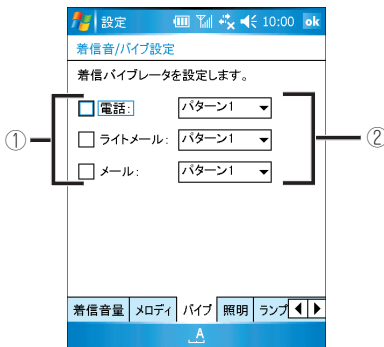 設定 10:00 ok
着信音/バイブ設定
着信バイブレータを設定します。
電話: パターン1
① ライトメール: パターン1 ②
メール: パターン1
着信音量 メロディ バイブ 照明 ランプ
A